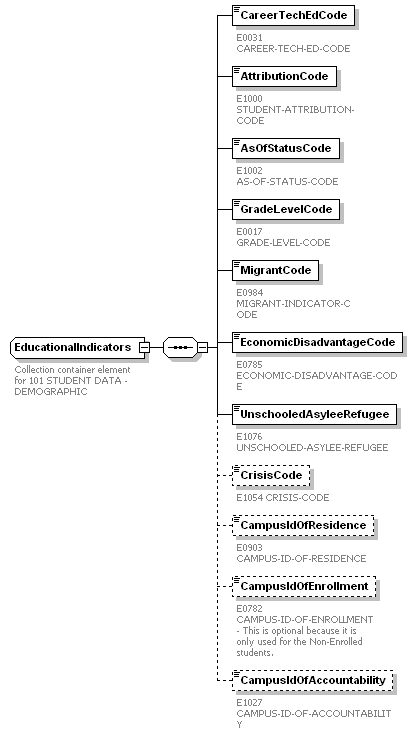 CareerTechEdCode
E0031
CAREER-TECH-ED-CODE
AttributionCode
E1000
STUDENT-ATTRIBUTION-
CODE
AsOfStatusCode
E1002
AS-OF-STATUS-CODE
GradeLevelCode
E0017
GRADE-LEVEL-CODE
MigrantCode
E0984
MIGRANT-INDICATOR-C
ODE
EducationalIndicators
Collection container element
for 101 STUDENT DATA -
DEMOGRAPHIC
EconomicDisadvantageCode
E0785
ECONOMIC-DISADVANTAGE-COD
E
UnschooledAsyleeRefugee
E1076
UNSCHOOLED-ASYLEE-REFUGEE
CrisisCode
E1054 CRISIS-CODE
CampusIdOfResidence
E0903
CAMPUS-ID-OF-RESIDENCE
CampusIdOfEnrollment
E0782
CAMPUS-ID-OF-ENROLLMENT
- This is optional because it is
only used for the Non-Enrolled
students.
CampusIdOfAccountability
E1027
CAMPUS-ID-OF-ACCOUNTABILIT
Y